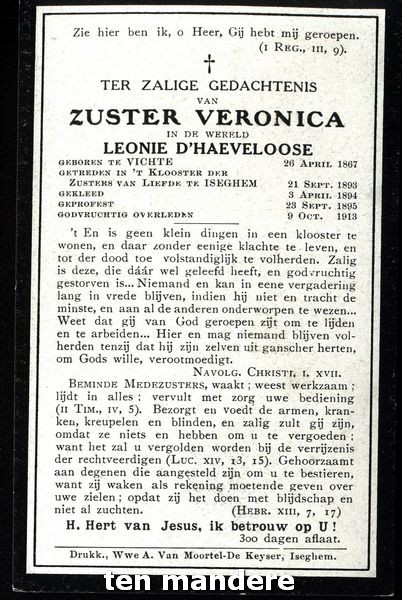 Zie hier ben ik, o Heer, Gij hebt mij geroepen.
(I Reg., III, 9).
TER ZALIGE GEDACHTENIS
VAN
ZUSTER VERONICA
IN DE WERELD
LEONIE D'HAEVELOOSE
GEBOREN TE VICHTE 26 APRIL 1867
GETREDEN IN 'T KLOOSTER DER
ZUSTERS VAN LIEFDE TE ISEGHEM 21 SEPT. 1893
GEKLEED 3 APRIL 1894
GEPROFEST 23 SEPT. 1895
GODVRUCHTIG OVERLEDEN 9 OCT. 1913
't En is geen klein dingen in een klooster te
wonen, en daar zonder eenige klachte te leven, en
tot der dood toe volstandiglijk te volherden. Zalig
is deze, die dáár wel geleefd heeft, en godvruchtig
gestorven is... Niemand en kan in eene vergadering
lang in vrede blijven, indien hij niet en tracht de
minste, en aan al de anderen onderworpen te wezen...
Weet dat gij van God geroepen zijt om te lijden
en te arbeiden... Hier en mag niemand blijven vol-
herden tenzij dat hij zijn zelven uit ganscher herten,
om Gods wille, verootmoedigt.
Navolg. Christi, I. XVII.
Beminde Medezusters, waakt; weest werkzaam;
lijdt in alles; vervult met zorg uwe bediening
(II Tim., IV, 5). Bezorgt en voedt de armen, kran-
ken, kreupelen en blinden, en zalig zult gij zijn,
omdat ze niets en hebben om u te vergoeden;
want het zal u vergolden worden bij de verrijzenis
der rechtveerdigen (Luc. XIV, 13, 15). Gehoorzaamt
aan degenen die aangesteld zijn om u te bestieren,
want zij waken als rekening moetende geven over
uwe zielen; opdat zij het doen met blijdschap en
niet al zuchten. (Hebr. XIII, 7, 17)
H. Hert van Jesus, ik betrouw op U!
300 dagen aflaat.
Drukk., Wwe A. Van Moortel-De Keyser, Iseghem.
ten mandere